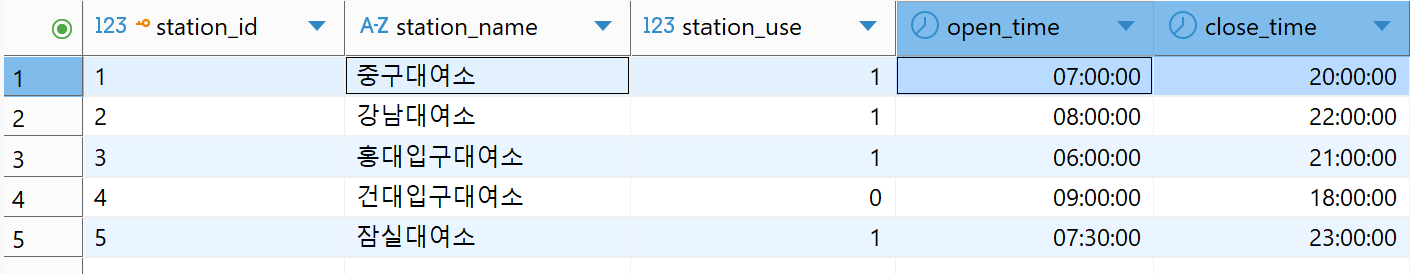 123 station_id A-Z station_name 123 station_use open_time close_time
1 1 중구대여소 1 07:00:00 20:00:00
2 2 강남대여소 1 08:00:00 22:00:00
3 3 홍대입구대여소 1 06:00:00 21:00:00
4 4 건대입구대여소 0 09:00:00 18:00:00
5 5 잠실대여소 1 07:30:00 23:00:00